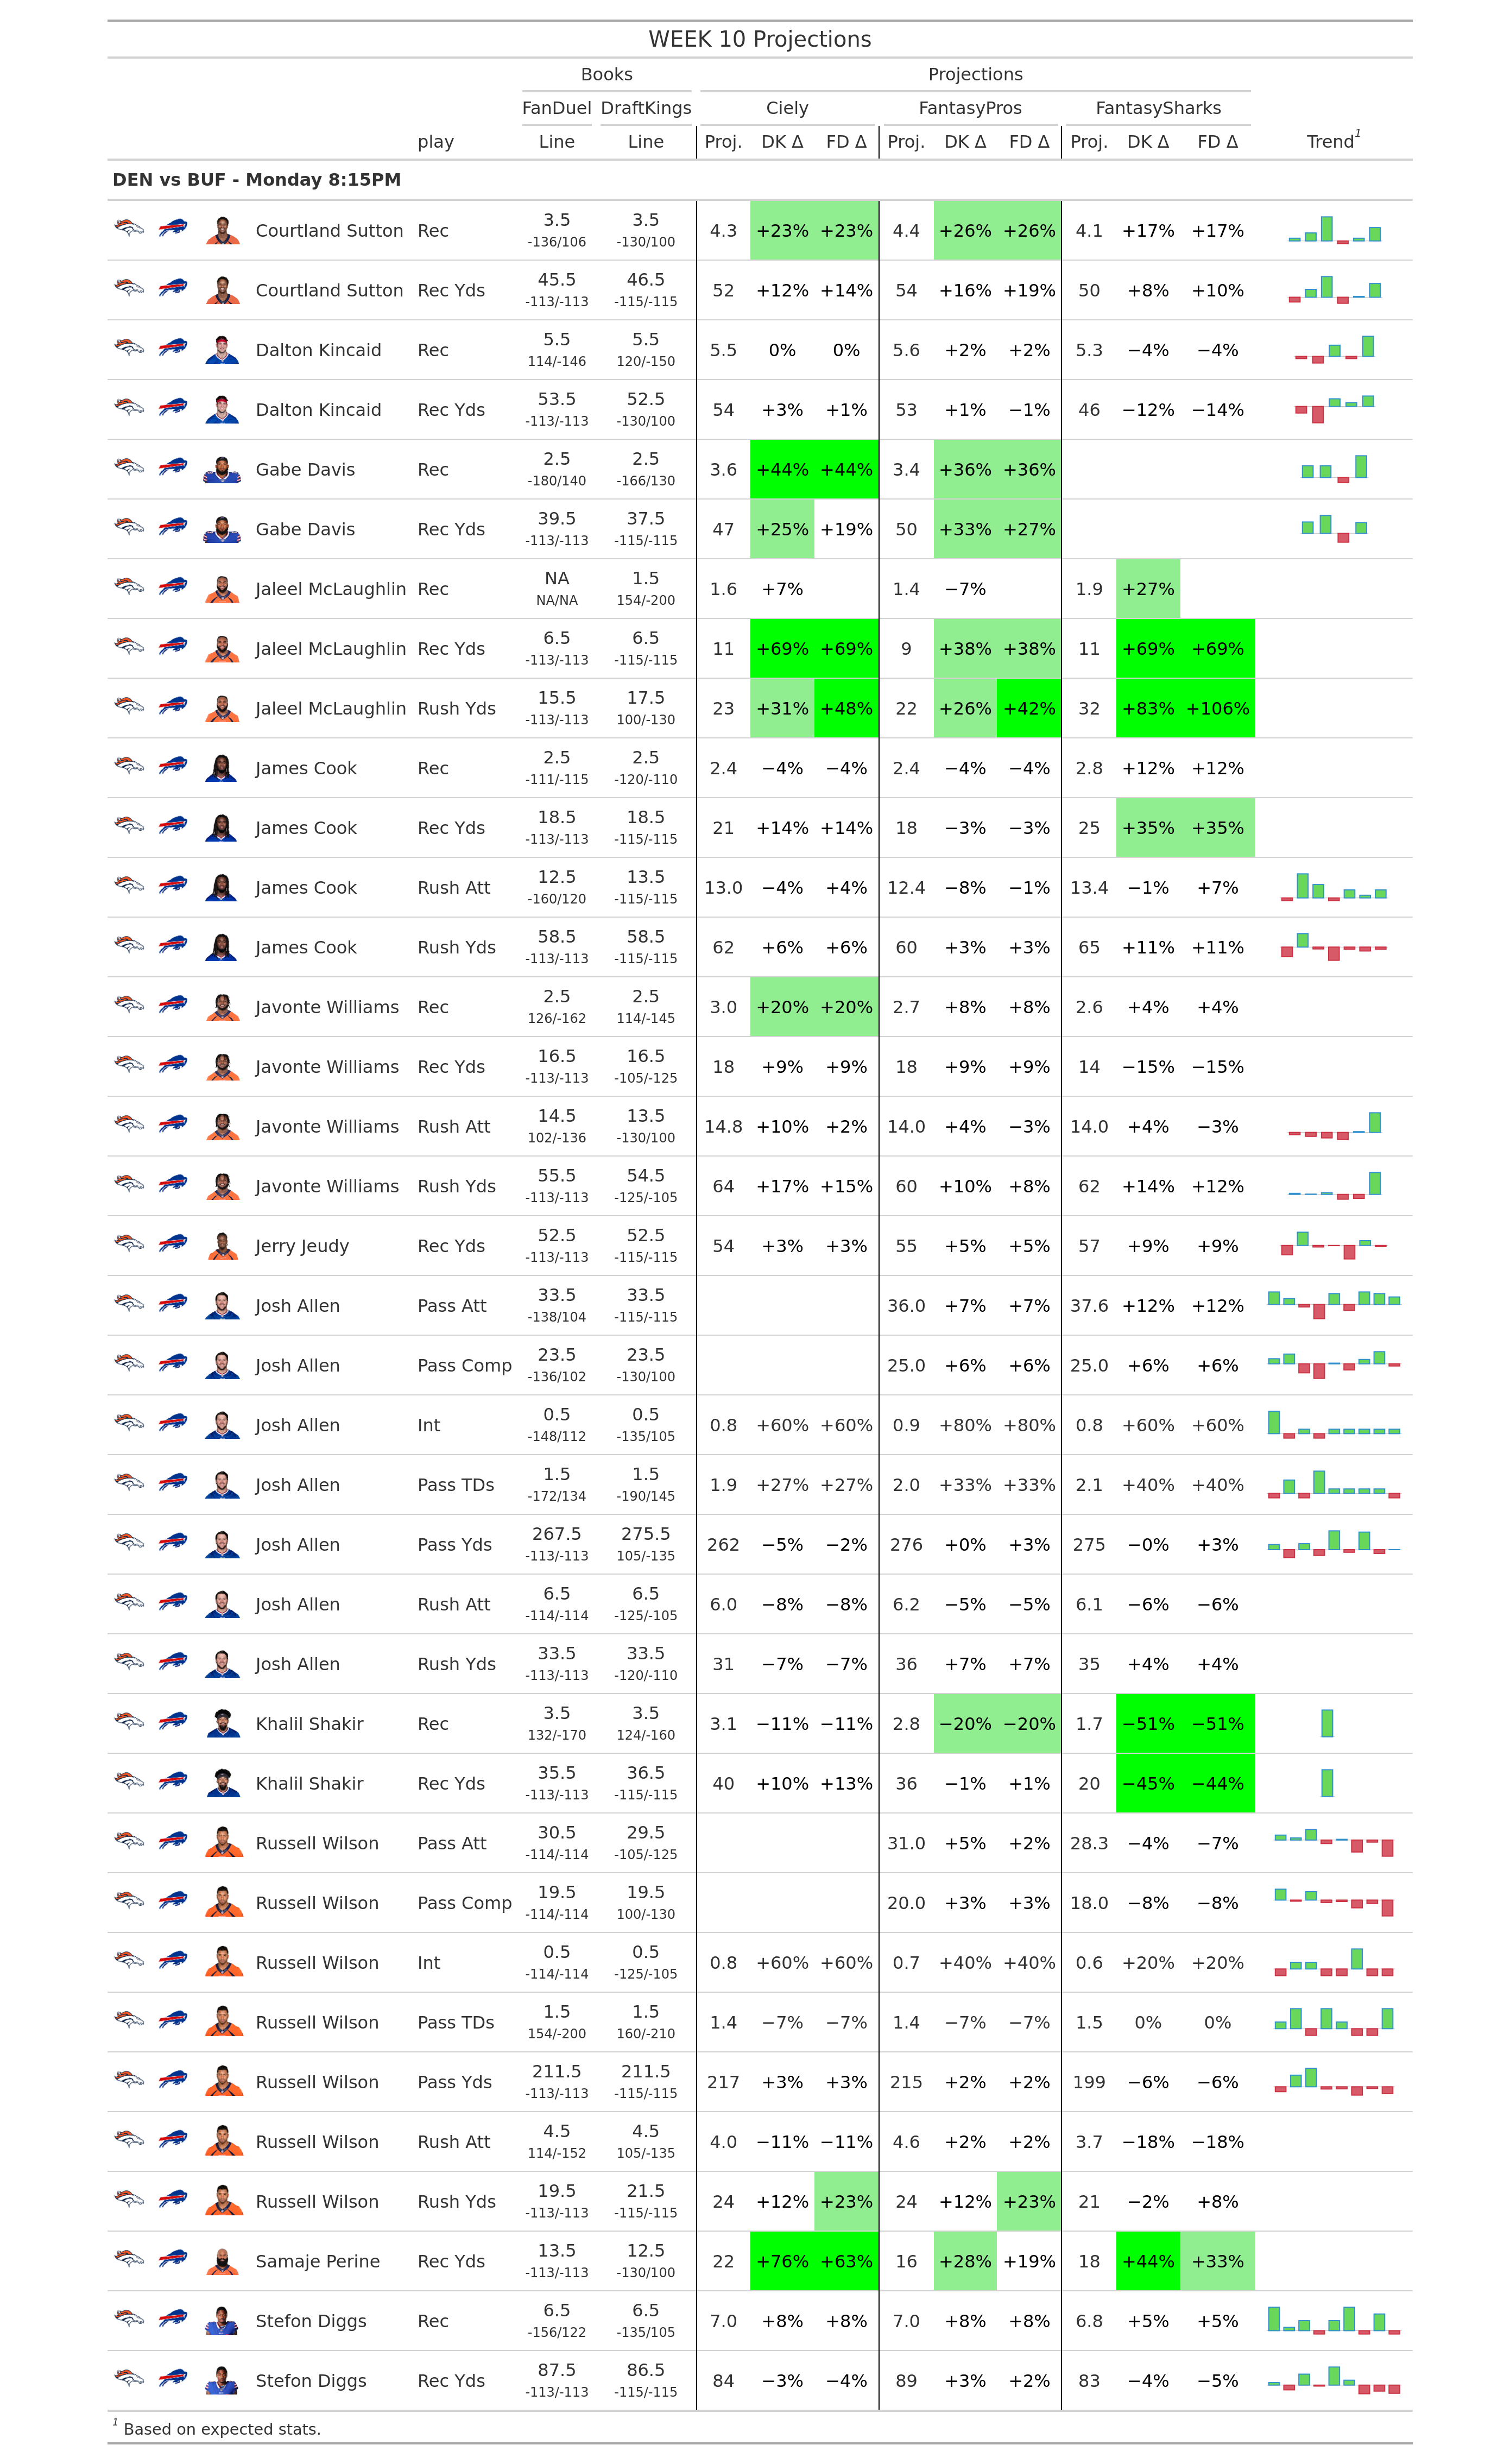 WEEK 10 Projections
Books Projections
FanDuel DraftKings Ciely FantasyPros FantasySharks
play Line Line Proj. DK Δ FD Δ Proj. DK Δ FD Δ Proj. DK Δ FD Δ Trend1
DEN vs BUF - Monday 8:15PM
Courtland Sutton Rec 3.5 3.5 4.3 +23% +23% 4.4 +26% +26% 4.1 +17% +17%
-136/106 -130/100
Courtland Sutton Rec Yds 45.5 46.5 52 +12% +14% 54 +16% +19% 50 +8% +10%
-113/-113 -115/-115
Dalton Kincaid Rec 5.5 5.5 5.5 0% 0% 5.6 +2% +2% 5.3 −4% −4%
114/-146 120/-150
Dalton Kincaid Rec Yds 53.5 52.5 54 +3% +1% 53 +1% −1% 46 −12% −14%
-113/-113 -130/100
Gabe Davis Rec 2.5 2.5 3.6 +44% +44% 3.4 +36% +36%
-180/140 -166/130
Gabe Davis Rec Yds 39.5 37.5 47 +25% +19% 50 +33% +27%
-113/-113 -115/-115
Jaleel McLaughlin Rec NA 1.5 1.6 +7% 1.4 −7% 1.9 +27%
NA/NA 154/-200
Jaleel McLaughlin Rec Yds 6.5 6.5 11 +69% +69% 9 +38% +38% 11 +69% +69%
-113/-113 -115/-115
Jaleel McLaughlin Rush Yds 15.5 17.5 23 +31% +48% 22 +26% +42% 32 +83% +106%
-113/-113 100/-130
James Cook Rec 2.5 2.5 2.4 −4% −4% 2.4 −4% −4% 2.8 +12% +12%
-111/-115 -120/-110
James Cook Rec Yds 18.5 18.5 21 +14% +14% 18 −3% −3% 25 +35% +35%
-113/-113 -115/-115
James Cook Rush Att 12.5 13.5 13.0 −4% +4% 12.4 −8% −1% 13.4 −1% +7%
-160/120 -115/-115
James Cook Rush Yds 58.5 58.5 62 +6% +6% 60 +3% +3% 65 +11% +11%
-113/-113 -115/-115
Javonte Williams Rec 2.5 2.5 3.0 +20% +20% 2.7 +8% +8% 2.6 +4% +4%
126/-162 114/-145
Javonte Williams Rec Yds 16.5 16.5 18 +9% +9% 18 +9% +9% 14 −15% −15%
-113/-113 -105/-125
Javonte Williams Rush Att 14.5 13.5 14.8 +10% +2% 14.0 +4% −3% 14.0 +4% −3%
102/-136 -130/100
Javonte Williams Rush Yds 55.5 54.5 64 +17% +15% 60 +10% +8% 62 +14% +12%
-113/-113 -125/-105
Jerry Jeudy Rec Yds 52.5 52.5 54 +3% +3% 55 +5% +5% 57 +9% +9%
-113/-113 -115/-115
Josh Allen Pass Att 33.5 33.5 36.0 +7% +7% 37.6 +12% +12%
-138/104 -115/-115
Josh Allen Pass Comp 23.5 23.5 25.0 +6% +6% 25.0 +6% +6%
-136/102 -130/100
Josh Allen Int 0.5 0.5 0.8 +60% +60% 0.9 +80% +80% 0.8 +60% +60%
-148/112 -135/105
Josh Allen Pass TDs 1.5 1.5 1.9 +27% +27% 2.0 +33% +33% 2.1 +40% +40%
-172/134 -190/145
Josh Allen Pass Yds 267.5 275.5 262 −5% −2% 276 +0% +3% 275 −0% +3%
-113/-113 105/-135
Josh Allen Rush Att 6.5 6.5 6.0 −8% −8% 6.2 −5% −5% 6.1 −6% −6%
-114/-114 -125/-105
Josh Allen Rush Yds 33.5 33.5 31 −7% −7% 36 +7% +7% 35 +4% +4%
-113/-113 -120/-110
Khalil Shakir Rec 3.5 3.5 3.1 −11% −11% 2.8 −20% −20% 1.7 −51% −51%
132/-170 124/-160
Khalil Shakir Rec Yds 35.5 36.5 40 +10% +13% 36 −1% +1% 20 −45% −44%
-113/-113 -115/-115
Russell Wilson Pass Att 30.5 29.5 31.0 +5% +2% 28.3 −4% −7%
-114/-114 -105/-125
Russell Wilson Pass Comp 19.5 19.5 20.0 +3% +3% 18.0 −8% −8%
-114/-114 100/-130
Russell Wilson Int 0.5 0.5 0.8 +60% +60% 0.7 +40% +40% 0.6 +20% +20%
-114/-114 -125/-105
Russell Wilson Pass TDs 1.5 1.5 1.4 −7% −7% 1.4 −7% −7% 1.5 0% 0%
154/-200 160/-210
Russell Wilson Pass Yds 211.5 211.5 217 +3% +3% 215 +2% +2% 199 −6% −6%
-113/-113 -115/-115
Russell Wilson Rush Att 4.5 4.5 4.0 −11% −11% 4.6 +2% +2% 3.7 −18% −18%
114/-152 105/-135
Russell Wilson Rush Yds 19.5 21.5 24 +12% +23% 24 +12% +23% 21 −2% +8%
-113/-113 -115/-115
Samaje Perine Rec Yds 13.5 12.5 22 +76% +63% 16 +28% +19% 18 +44% +33%
-113/-113 -130/100
Stefon Diggs Rec 6.5 6.5 7.0 +8% +8% 7.0 +8% +8% 6.8 +5% +5%
-156/122 -135/105
Stefon Diggs Rec Yds 87.5 86.5 84 −3% −4% 89 +3% +2% 83 −4% −5%
-113/-113 -115/-115
1 Based on expected stats.